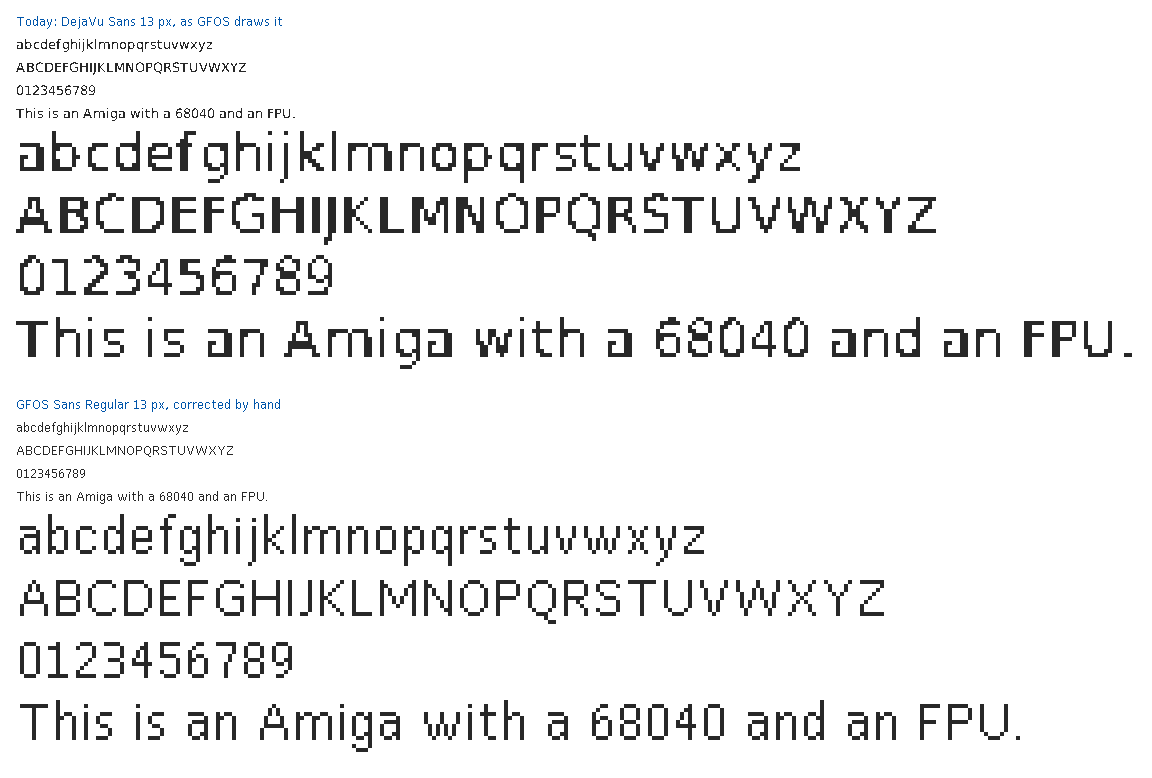 Today: DejaVu Sans 13 px, as GFOS draws it
abcdefghijklmnopqrstuvwxyz
ABCDEFGHIJKLMNOPQRSTUVWXYZ
0123456789
This is an Amiga with a 68040 and an FPU.
abcdefghijklmnopqrstuvwxyz
ABCDEFGHIJKLMNOPQRSTUVWXYZ
0123456789
This is an Amiga with a 68040 and an FPU.
GFOS Sans Regular 13 px, corrected by hand
abcdefghijklmnopqrstuvwxyz
ABCDEFGHIJKLMNOPQRSTUVWXYZ
0123456789
This is an Amiga with a 68040 and an FPU.
abcdefghijklmnopqrstuvwxyz
ABCDEFGHIJKLMNOPQRSTUVWXYZ
0123456789
This is an Amiga with a 68040 and an FPU.